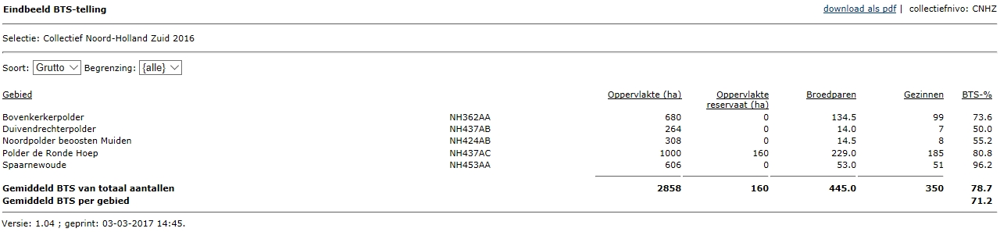 Eindbeeld BTS-telling download als pdf | collectiefnivo: CNHZ
Selectie: Collectief Noord-Holland Zuid 2016
Soort: Grutto Begrenzing: {alle}
Gebied Oppervlakte (ha) Oppervlakte reservaat (ha) Broedparen Gezinnen BTS-%
Bovenkerkerpolder NH362AA 680 0 134.5 99 73.6
Duivendrechterpolder NH437AB 264 0 14.0 7 50.0
Noordpolder beoosten Muiden NH424AB 308 0 14.5 8 55.2
Polder de Ronde Hoep NH437AC 1000 160 229.0 185 80.8
Spaarnewoude NH453AA 606 0 53.0 51 96.2
Gemiddeld BTS van totaal aantallen 2858 160 445.0 350 78.7
Gemiddeld BTS per gebied 71.2
Versie: 1.04 ; geprint: 03-03-2017 14:45.